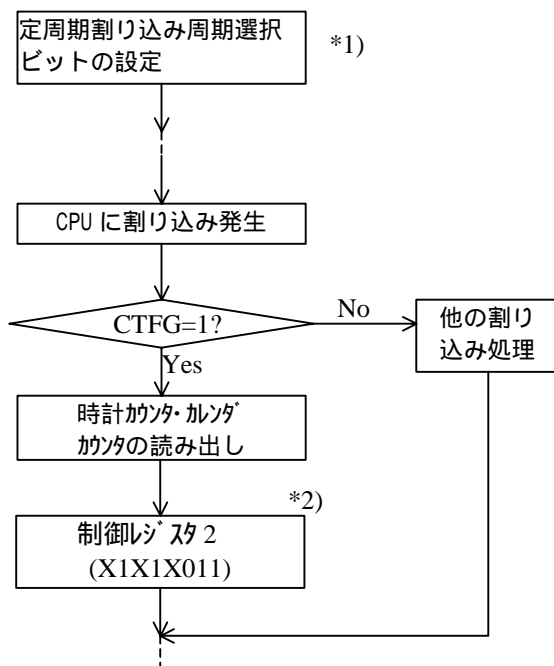 定周期割り込み周期選択
ビットの設定
*1)
CPU に割り込み発生
CTFG=1?
No
他の割り
込み処理
Yes
時計ｶｳﾝﾀ･ｶﾚﾝﾀﾞ
ｶｳﾝﾀの読み出し
*2)
制御ﾚｼﾞｽﾀ 2
(X1X1X011)